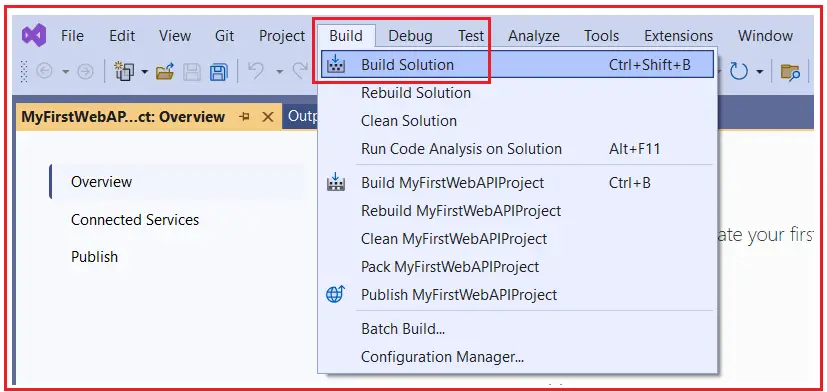 File Edit View Git Project Build Debug Test Analyze Tools Extensions Window
MyFirstWebAP...ct: Overview Outp
Build Solution Ctrl+Shift+B
Rebuild Solution
Clean Solution
Run Code Analysis on Solution Alt+F11
Build MyFirstWebAPIProject Ctrl+B
Rebuild MyFirstWebAPIProject
Clean MyFirstWebAPIProject
Pack MyFirstWebAPIProject
Publish MyFirstWebAPIProject
Batch Build...
Configuration Manager...
Overview
Connected Services
Publish
ate your first